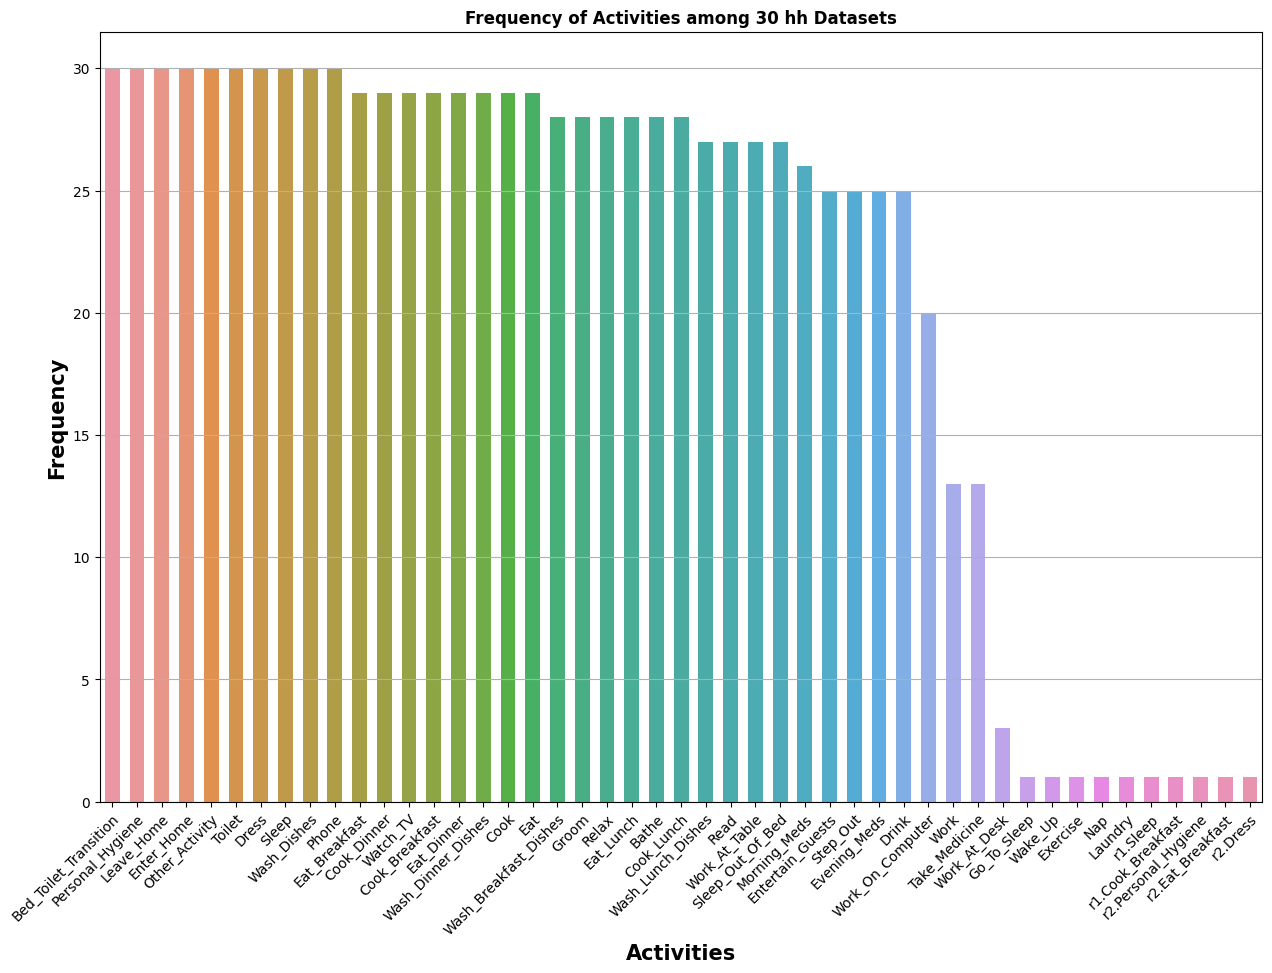 Frequency of Activities among 30 hh Datasets
Frequency
30
25
20
15
10
5
0
Bed_Toilet_Transition
Personal_Hygiene
Leave_Home
Enter_Home
Other_Activity
Toilet
Dress
Sleep
Wash_Dishes
Phone
Eat_Breakfast
Cook_Dinner
Watch_TV
Cook_Breakfast
Eat_Dinner
Wash_Dinner_Dishes
Cook
Eat
Wash_Breakfast_Dishes
Groom
Relax
Eat_Lunch
Bathe
Cook_Lunch
Wash_Lunch_Dishes
Read
Work_At_Table
Sleep_Out_Of_Bed
Morning_Meds
Entertain_Guests
Step_Out
Evening_Meds
Drink
Work_On_Computer
Work
Take_Medicine
Work_At_Desk
Go_To_Sleep
Wake_Up
Exercise
Nap
Laundry
r1.Sleep
r1.Cook_Breakfast
r2.Personal_Hygiene
r2.Eat_Breakfast
r2.Dress
Activities